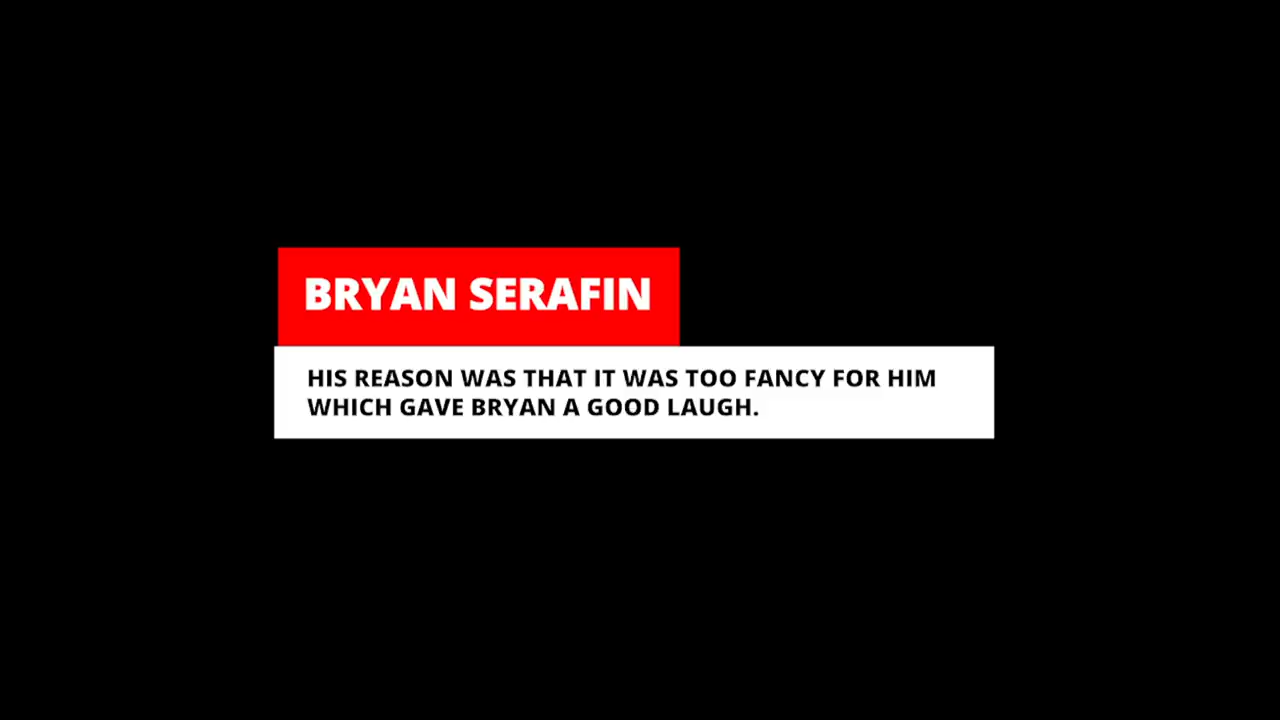 BRYAN SERAFIN
HIS REASON WAS THAT IT WAS TOO FANCY FOR HIM
WHICH GAVE BRYAN A GOOD LAUGH.